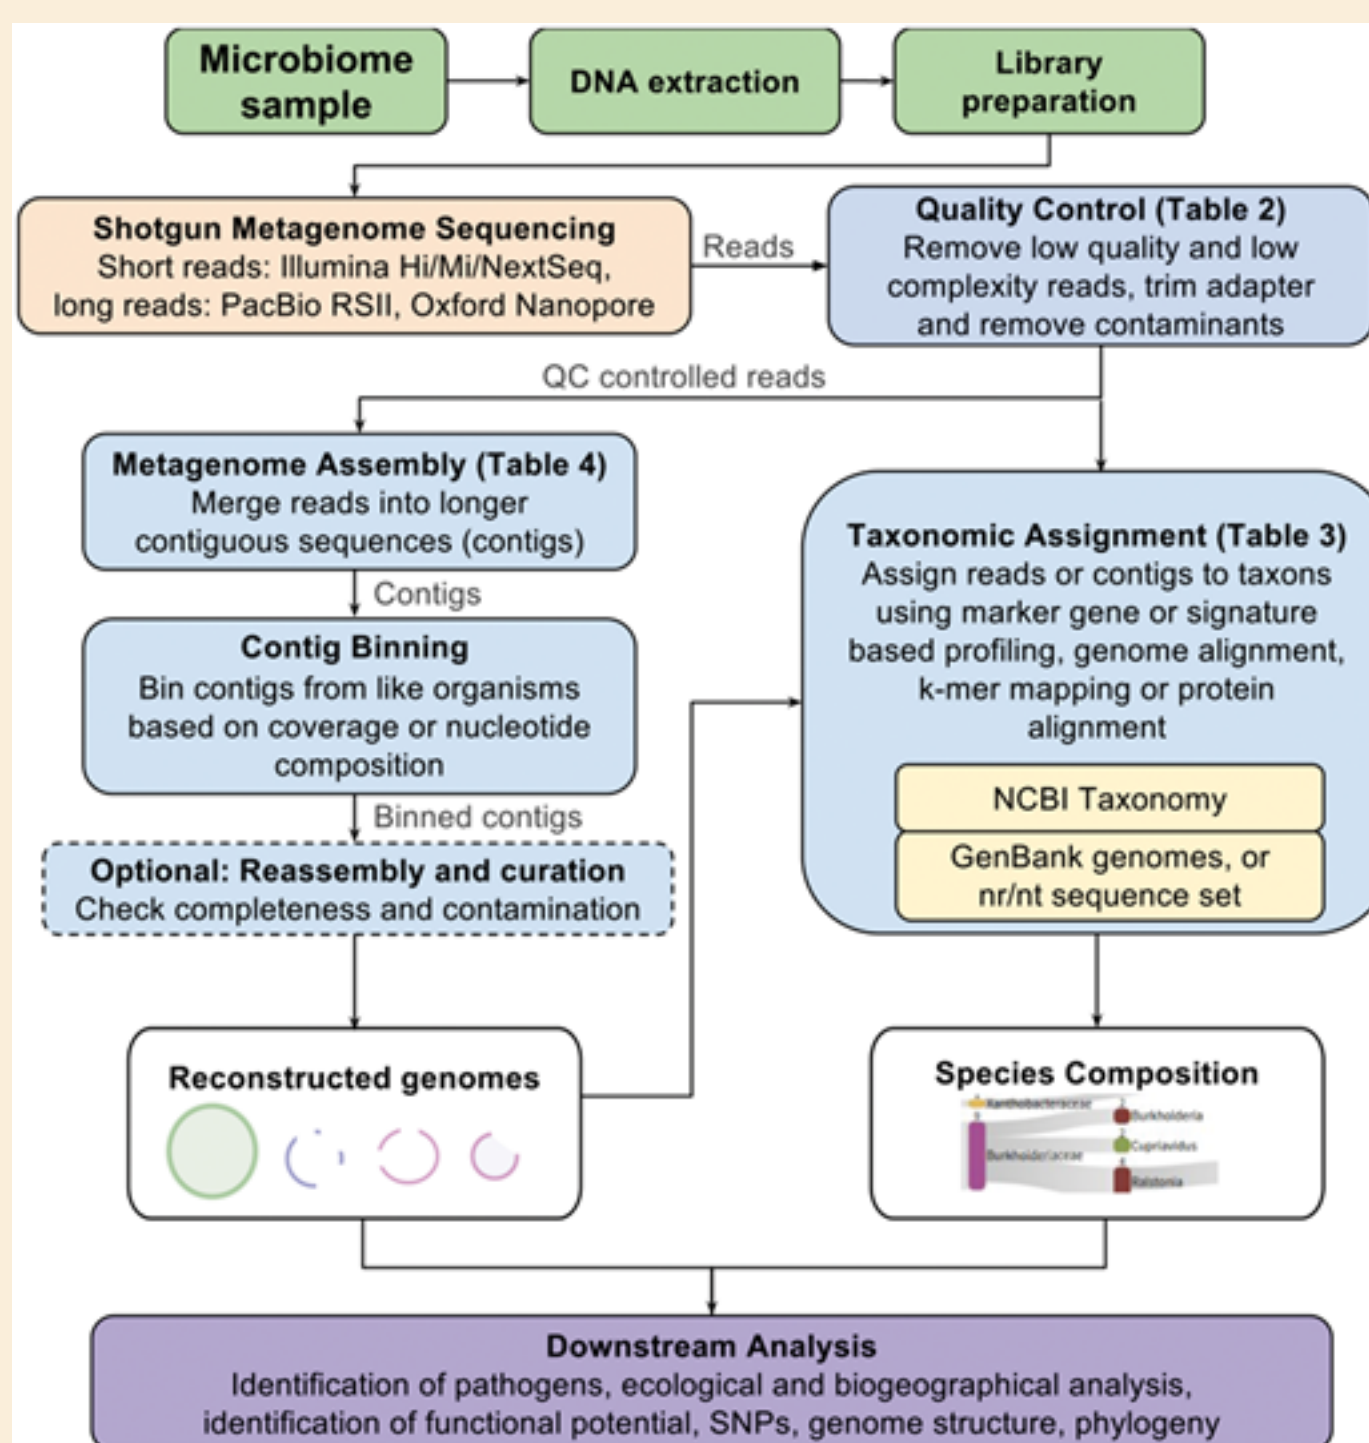 Microbiome
sample
DNA extraction
Library
preparation
Shotgun Metagenome Sequencing
Short reads: Illumina Hi/Mi/NextSeq,
long reads: PacBio RSII, Oxford Nanopore
Reads
Quality Control (Table 2)
Remove low quality and low
complexity reads, trim adapter
and remove contaminants
QC controlled reads
Metagenome Assembly (Table 4)
Merge reads into longer
contiguous sequences (contigs)
Contigs
Contig Binning
Bin contigs from like organisms
based on coverage or nucleotide
composition
Binned contigs
Optional: Reassembly and curation
Check completeness and contamination
Taxonomic Assignment (Table 3)
Assign reads or contigs to taxons
using marker gene or signature
based profiling, genome alignment,
k-mer mapping or protein
alignment
NCBI Taxonomy
GenBank genomes, or
nr/nt sequence set
Reconstructed genomes
Species Composition
Xanthobacteraceae
Burkholderia
Cupriavidus
Burkholderiaceae
Ralstonia
Downstream Analysis
Identification of pathogens, ecological and biogeographical analysis,
identification of functional potential, SNPs, genome structure, phylogeny